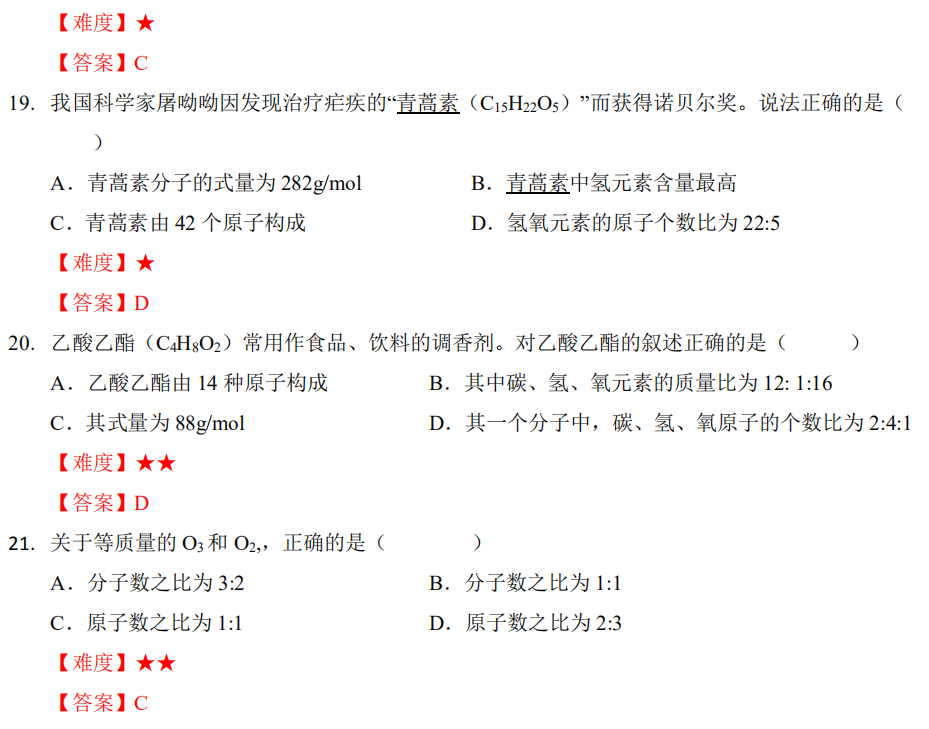 【难度】★
【答案】C
19. 我国科学家屠呦呦因发现治疗疟疾的“青蒿素（C₁₅H₂₂O₅）”而获得诺贝尔奖。说法正确的是（
）
A．青蒿素分子的式量为 282g/mol B．青蒿素中氢元素含量最高
C．青蒿素由 42 个原子构成 D．氢氧元素的原子个数比为 22:5
【难度】★
【答案】D
20. 乙酸乙酯（C₄H₈O₂）常用作食品、饮料的调香剂。对乙酸乙酯的叙述正确的是（ ）
A．乙酸乙酯由 14 种原子构成 B．其中碳、氢、氧元素的质量比为 12: 1:16
C．其式量为 88g/mol D．其一个分子中，碳、氢、氧原子的个数比为 2:4:1
【难度】★★
【答案】D
21. 关于等质量的 O₃和 O₂,，正确的是（ ）
A．分子数之比为 3:2 B．分子数之比为 1:1
C．原子数之比为 1:1 D．原子数之比为 2:3
【难度】★★
【答案】C